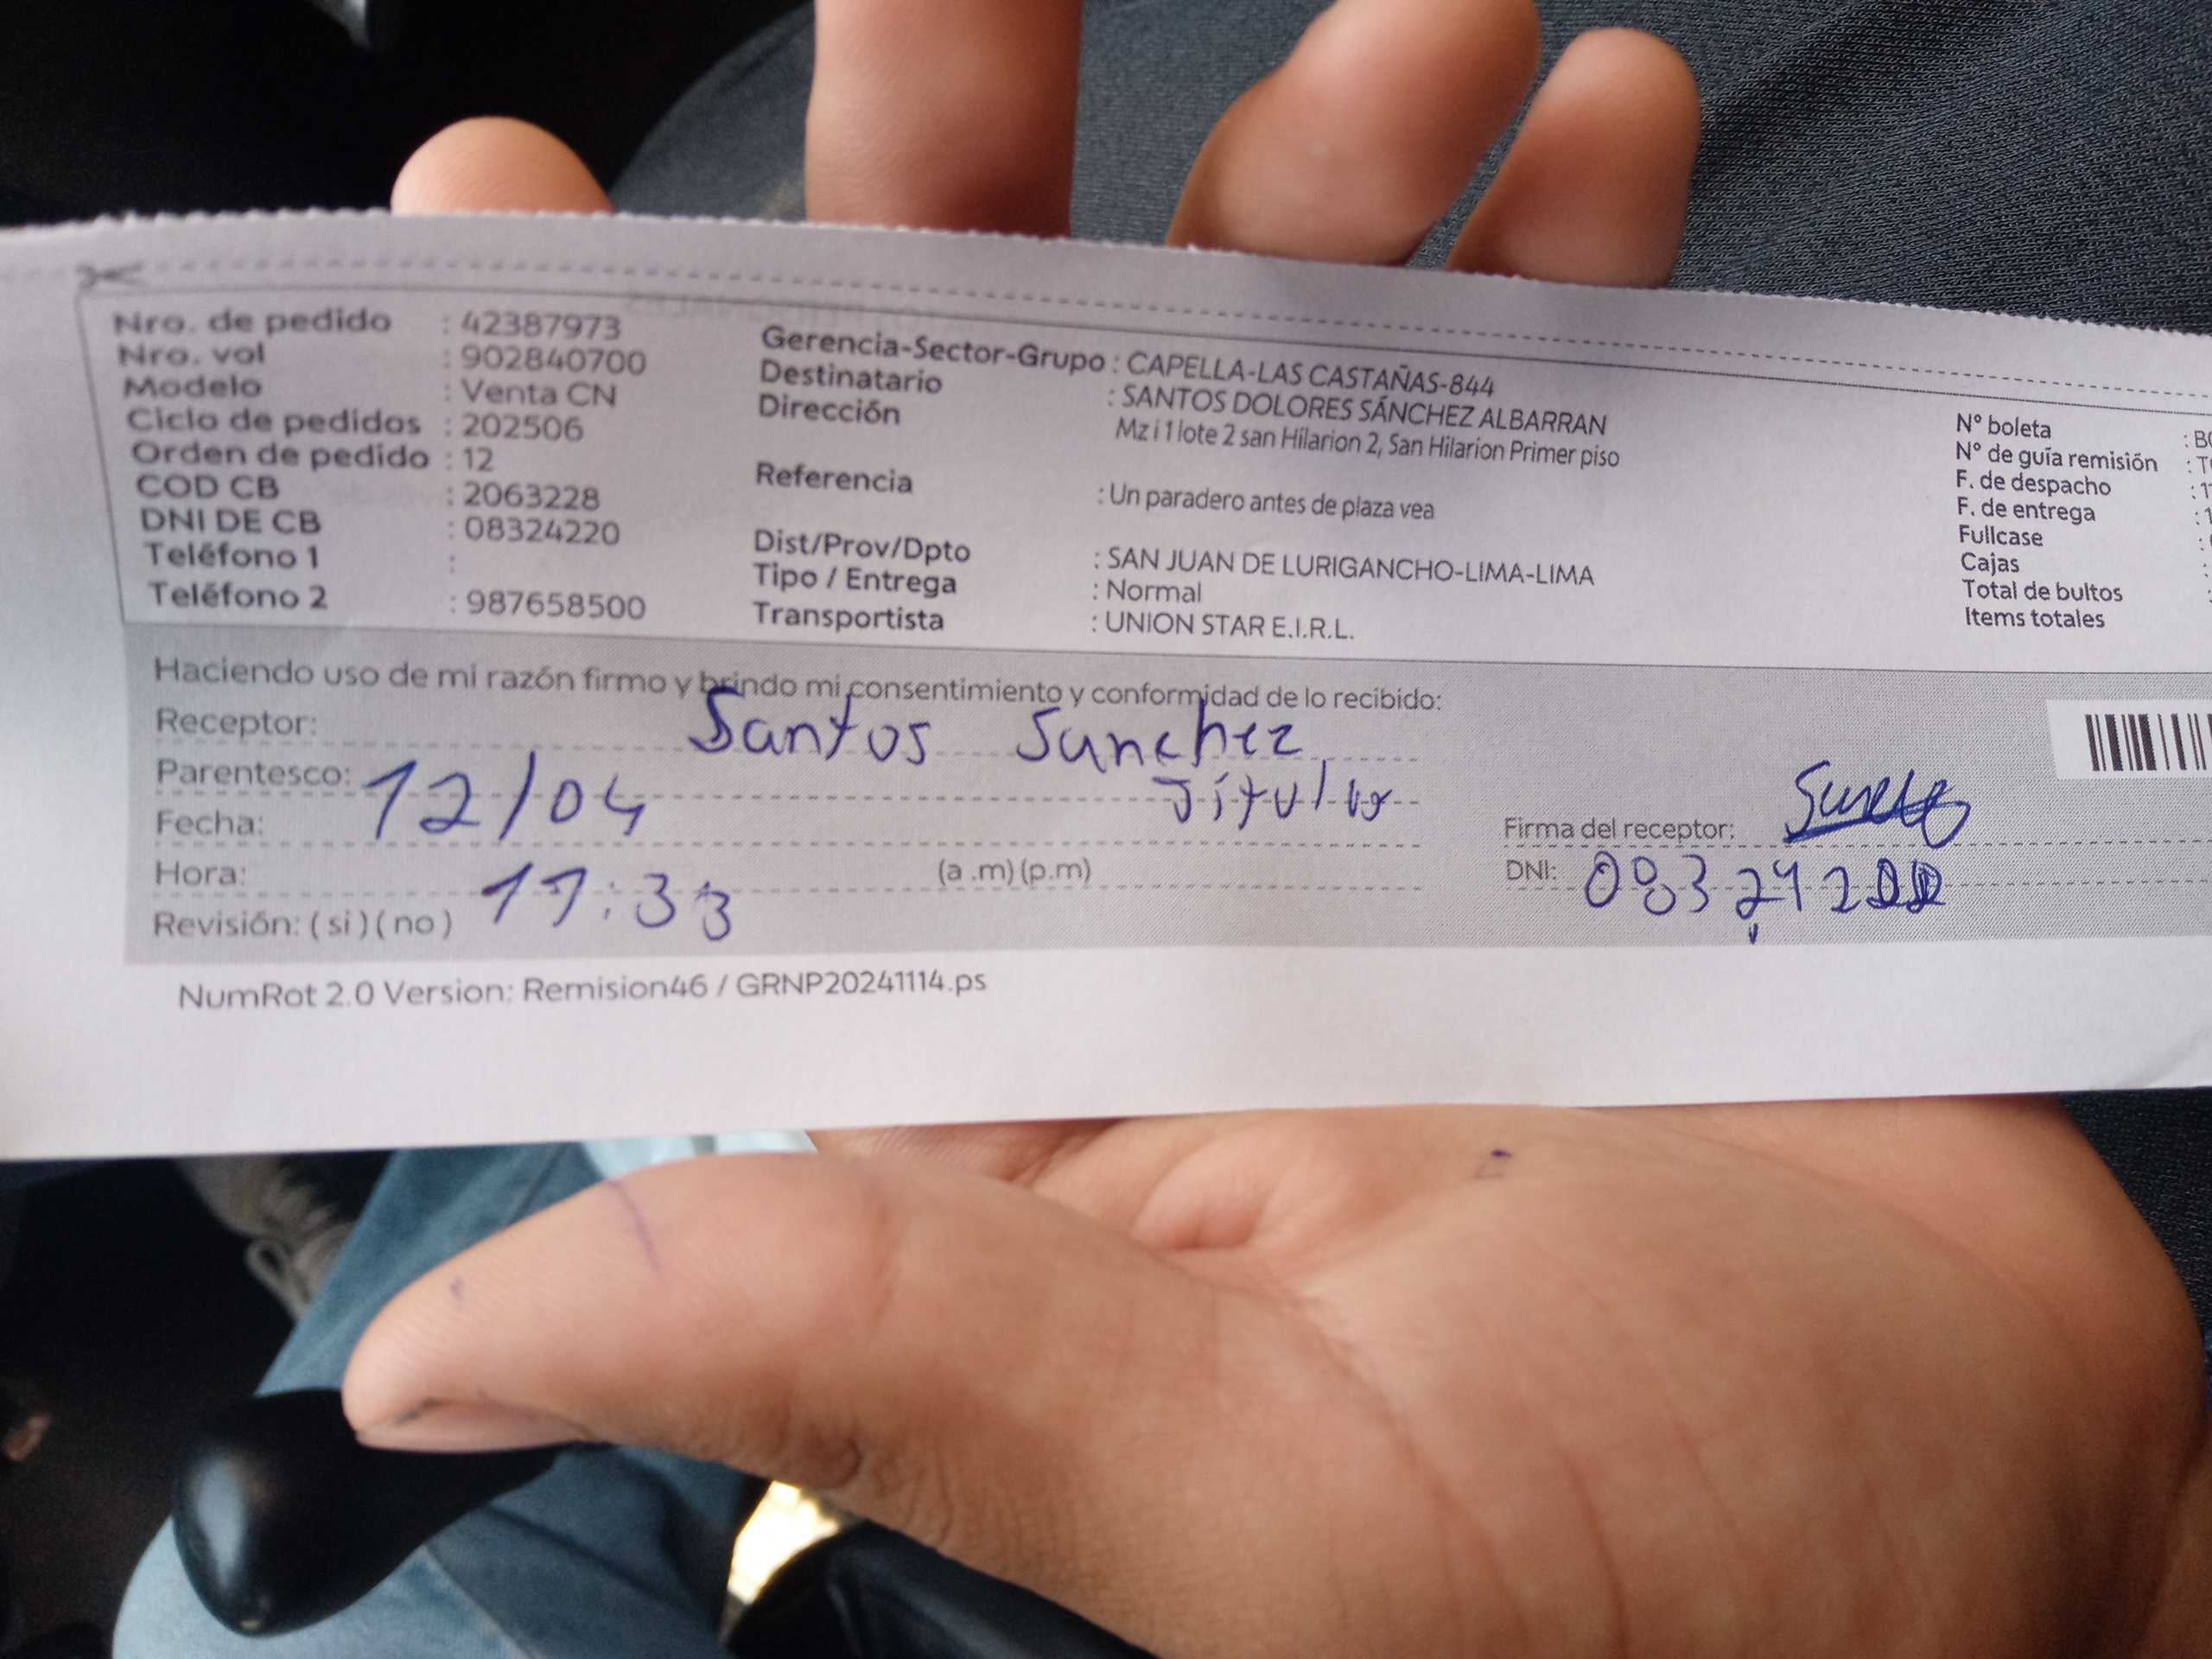 Nro. de pedido : 42387973
Nro. vol : 902840700
Modelo : Venta CN
Ciclo de pedidos : 202506
Orden de pedido : 12
COD CB : 2063228
DNI DE CB : 08324220
Teléfono 1 :
Teléfono 2 : 987658500
Gerencia-Sector-Grupo : CAPELLA-LAS CASTAÑAS-844
Destinatario : SANTOS DOLORES SÁNCHEZ ALBARRAN
Dirección Mz i 1 lote 2 san Hilarion 2, San Hilarion Primer piso
Referencia : Un paradero antes de plaza vea
Dist/Prov/Dpto : SAN JUAN DE LURIGANCHO-LIMA-LIMA
Tipo / Entrega : Normal
Transportista : UNION STAR E.I.R.L.
N° boleta :
N° de guía remisión :
F. de despacho :
F. de entrega :
Fullcase :
Cajas :
Total de bultos :
Items totales
Haciendo uso de mi razón firmo y brindo mi consentimiento y conformidad de lo recibido:
Receptor: Santos Sanchez
Parentesco: Titular
Fecha: 12/04
Hora: (a .m) (p.m)
Revisión: ( si ) ( no ) 11:33
Firma del receptor:
DNI:
NumRot 2.0 Version: Remision46 / GRNP20241114.ps